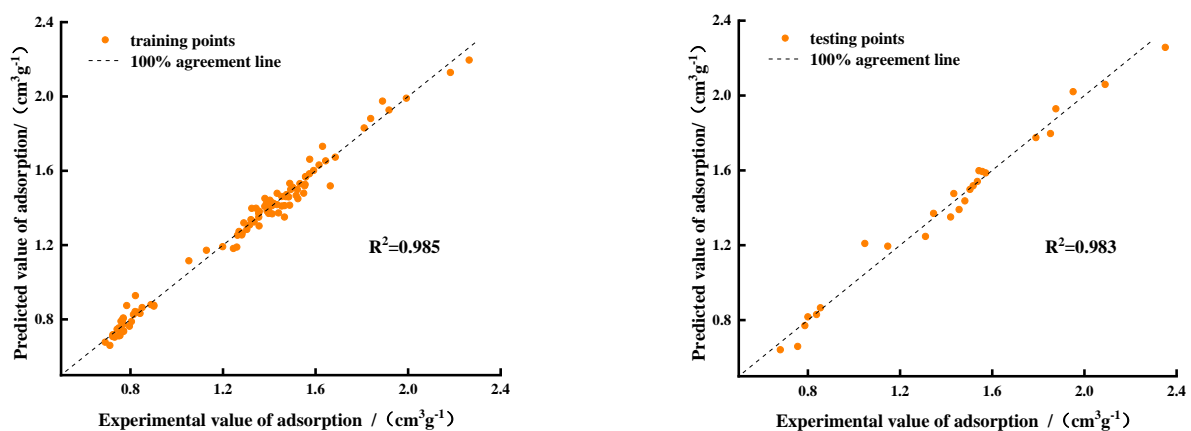 2.4
2.0
1.6
1.2
0.8
0.8
1.2
1.6
2.0
2.4
training points
100% agreement line
R²=0.985
Predicted value of adsorption/（cm³g⁻¹）
Experimental value of adsorption /（cm³g⁻¹）
2.4
2.0
1.6
1.2
0.8
0.8
1.2
1.6
2.0
2.4
testing points
100% agreement line
R²=0.983
Predicted value of adsorption/（cm³g⁻¹）
Experimental value of adsorption /（cm³g⁻¹）